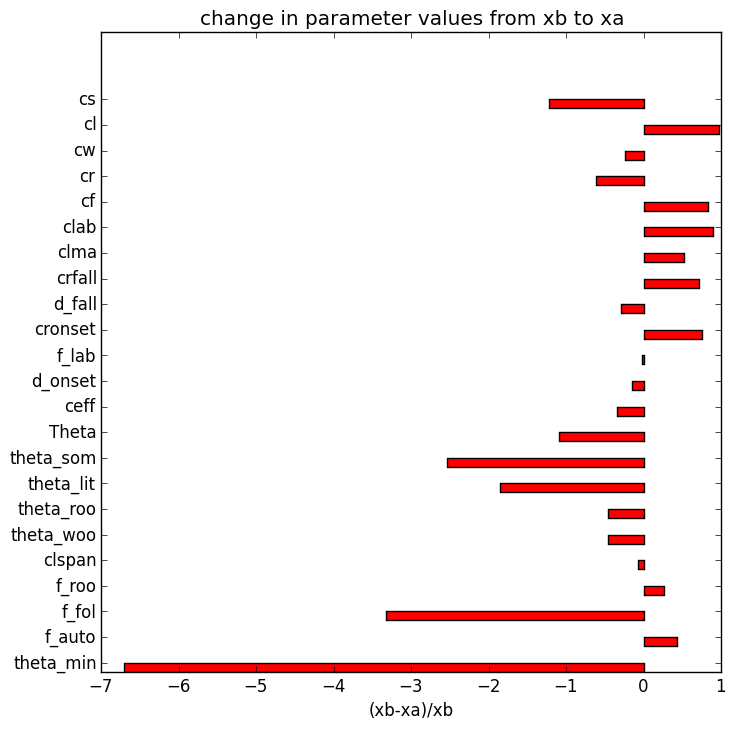 change in parameter values from xb to xa
cs
cl
cw
cr
cf
clab
clma
crfall
d_fall
cronset
f_lab
d_onset
ceff
Theta
theta_som
theta_lit
theta_roo
theta_woo
clspan
f_roo
f_fol
f_auto
theta_min
−7 −6 −5 −4 −3 −2 −1 0 1
(xb-xa)/xb